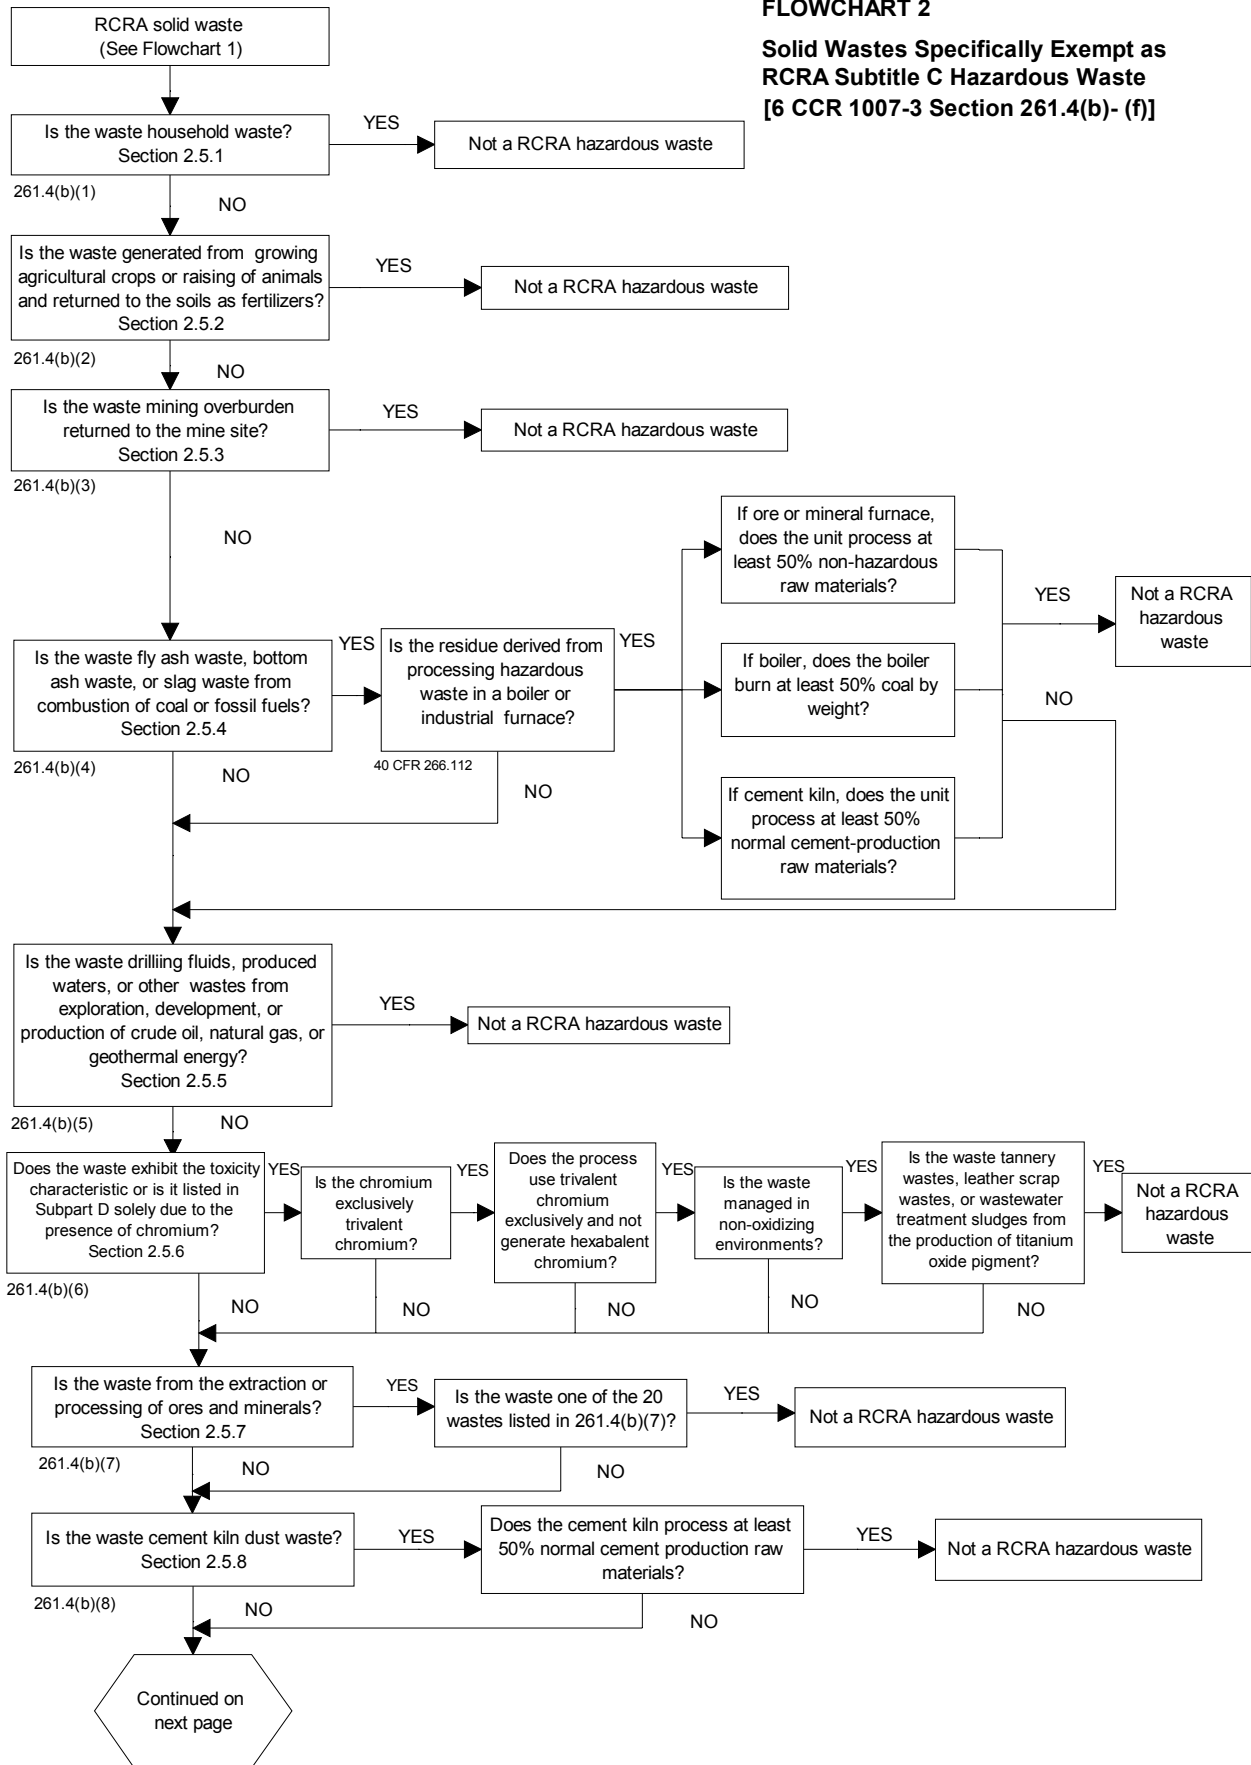 FLOWCHART 2
Solid Wastes Specifically Exempt as
RCRA Subtitle C Hazardous Waste
[6 CCR 1007-3 Section 261.4(b)- (f)]
RCRA solid waste
(See Flowchart 1)
Is the waste household waste?
Section 2.5.1
YES
Not a RCRA hazardous waste
261.4(b)(1)
NO
Is the waste generated from growing
agricultural crops or raising of animals
and returned to the soils as fertilizers?
Section 2.5.2
YES
Not a RCRA hazardous waste
261.4(b)(2)
NO
Is the waste mining overburden
returned to the mine site?
Section 2.5.3
YES
Not a RCRA hazardous waste
261.4(b)(3)
NO
Is the waste fly ash waste, bottom
ash waste, or slag waste from
combustion of coal or fossil fuels?
Section 2.5.4
YES
Is the residue derived from
processing hazardous
waste in a boiler or
industrial furnace?
YES
If ore or mineral furnace,
does the unit process at
least 50% non-hazardous
raw materials?
If boiler, does the boiler
burn at least 50% coal by
weight?
If cement kiln, does the unit
process at least 50%
normal cement-production
raw materials?
YES
Not a RCRA
hazardous
waste
NO
261.4(b)(4)
NO
40 CFR 266.112
NO
Is the waste drilliing fluids, produced
waters, or other wastes from
exploration, development, or
production of crude oil, natural gas, or
geothermal energy?
Section 2.5.5
YES
Not a RCRA hazardous waste
261.4(b)(5)
NO
Does the waste exhibit the toxicity
characteristic or is it listed in
Subpart D solely due to the
presence of chromium?
Section 2.5.6
YES
Is the chromium
exclusively
trivalent
chromium?
YES
Does the process
use trivalent
chromium
exclusively and not
generate hexabalent
chromium?
YES
Is the waste
managed in
non-oxidizing
environments?
YES
Is the waste tannery
wastes, leather scrap
wastes, or wastewater
treatment sludges from
the production of titanium
oxide pigment?
YES
Not a RCRA
hazardous
waste
261.4(b)(6)
NO
NO
NO
NO
NO
Is the waste from the extraction or
processing of ores and minerals?
Section 2.5.7
YES
Is the waste one of the 20
wastes listed in 261.4(b)(7)?
YES
Not a RCRA hazardous waste
261.4(b)(7)
NO
NO
Is the waste cement kiln dust waste?
Section 2.5.8
YES
Does the cement kiln process at least
50% normal cement production raw
materials?
YES
Not a RCRA hazardous waste
261.4(b)(8)
NO
NO
Continued on
next page